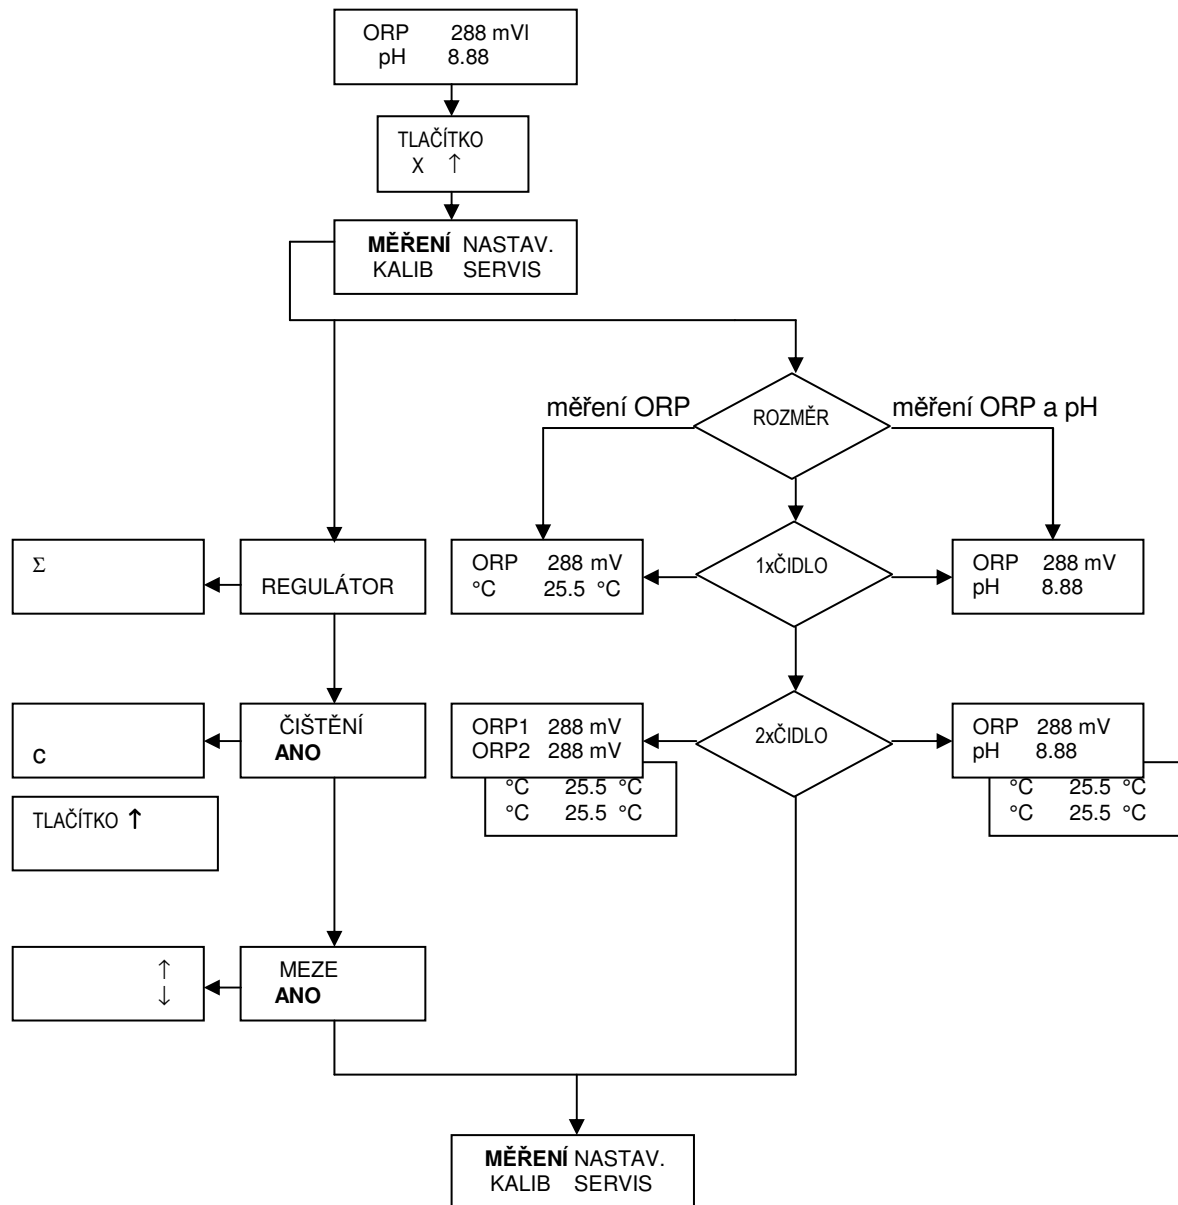 ORP 288 mVl
pH 8.88
TLAČÍTKO
X ↑
MĚŘENÍ NASTAV.
KALIB SERVIS
měření ORP
ROZMĚR
měření ORP a pH
Σ
REGULÁTOR
ORP 288 mV
°C 25.5 °C
1xČIDLO
ORP 288 mV
pH 8.88
c
ČIŠTĚNÍ
ANO
ORP1 288 mV
ORP2 288 mV
°C 25.5 °C
°C 25.5 °C
2xČIDLO
ORP 288 mV
pH 8.88
°C 25.5 °C
°C 25.5 °C
TLAČÍTKO ↑
↑
↓
MEZE
ANO
MĚŘENÍ NASTAV.
KALIB SERVIS